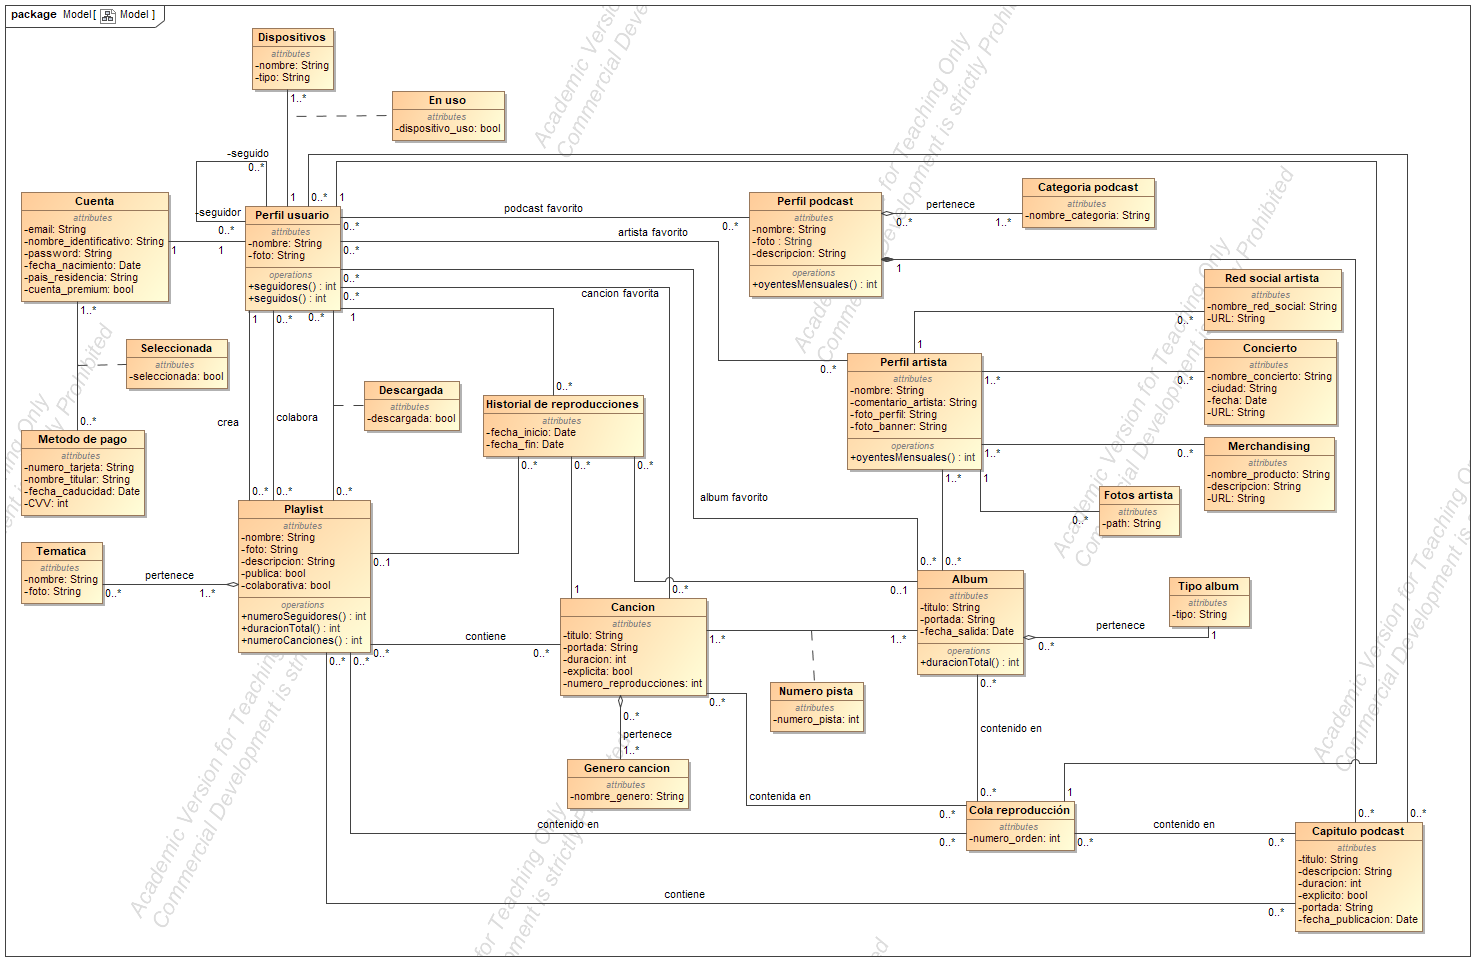 package Model[ Model ]
Dispositivos
attributes
-nombre: String
-tipo: String
1..*
En uso
attributes
-dispositivo_uso: bool
-seguido
0..*
-seguidor
0..*
1
0..*
1
Cuenta
attributes
-email: String
-nombre_identificativo: String
-password: String
-fecha_nacimiento: Date
-pais_residencia: String
-cuenta_premium: bool
1
1
1..*
Perfil usuario
attributes
-nombre: String
-foto: String
operations
+seguidores() : int
+seguidos() : int
podcast favorito
0..*
0..*
artista favorito
0..*
0..*
0..*
cancion favorita
0..*
1
0..*
0..*
1
Perfil podcast
attributes
-nombre: String
-foto : String
-descripcion: String
operations
+oyentesMensuales() : int
pertenece
0..*
1..*
1
Categoria podcast
attributes
-nombre_categoria: String
Red social artista
attributes
-nombre_red_social: String
-URL: String
0..*
1
Concierto
attributes
-nombre_concierto: String
-ciudad: String
-fecha: Date
-URL: String
0..*
1..*
Perfil artista
attributes
-nombre: String
-comentario_artista: String
-foto_perfil: String
-foto_banner: String
operations
+oyentesMensuales() : int
1..*
0..*
Merchandising
attributes
-nombre_producto: String
-descripcion: String
-URL: String
1..*
1
Fotos artista
attributes
-path: String
0..*
Seleccionada
attributes
-seleccionada: bool
0..*
Metodo de pago
attributes
-numero_tarjeta: String
-nombre_titular: String
-fecha_caducidad: Date
-CVV: int
Descargada
attributes
-descargada: bool
crea
colabora
0..*
0..*
0..*
0..*
Historial de reproducciones
attributes
-fecha_inicio: Date
-fecha_fin: Date
0..*
0..*
0..*
album favorito
0..*
0..*
Playlist
attributes
-nombre: String
-foto: String
-descripcion: String
-publica: bool
-colaborativa: bool
operations
+numeroSeguidores() : int
+duracionTotal() : int
+numeroCanciones() : int
0..1
Tematica
attributes
-nombre: String
-foto: String
pertenece
0..*
1..*
0..*
0..*
0..*
contiene
0..*
1
0..*
Cancion
attributes
-titulo: String
-portada: String
-duracion: int
-explicita: bool
-numero_reproducciones: int
1..*
1..*
0..1
Album
attributes
-titulo: String
-portada: String
-fecha_salida: Date
operations
+duracionTotal() : int
0..*
pertenece
0..*
1
Tipo album
attributes
-tipo: String
Numero pista
attributes
-numero_pista: int
0..*
0..*
pertenece
1..*
Genero cancion
attributes
-nombre_genero: String
contenido en
0..*
contenida en
0..*
contenido en
0..*
1
Cola reproducción
attributes
-numero_orden: int
0..*
contenido en
0..*
0..*
0..*
Capitulo podcast
attributes
-titulo: String
-descripcion: String
-duracion: int
-explicito: bool
-portada: String
-fecha_publicacion: Date
contiene
0..*
Academic Version for Teaching Only
Commercial Development is strictly Prohibited